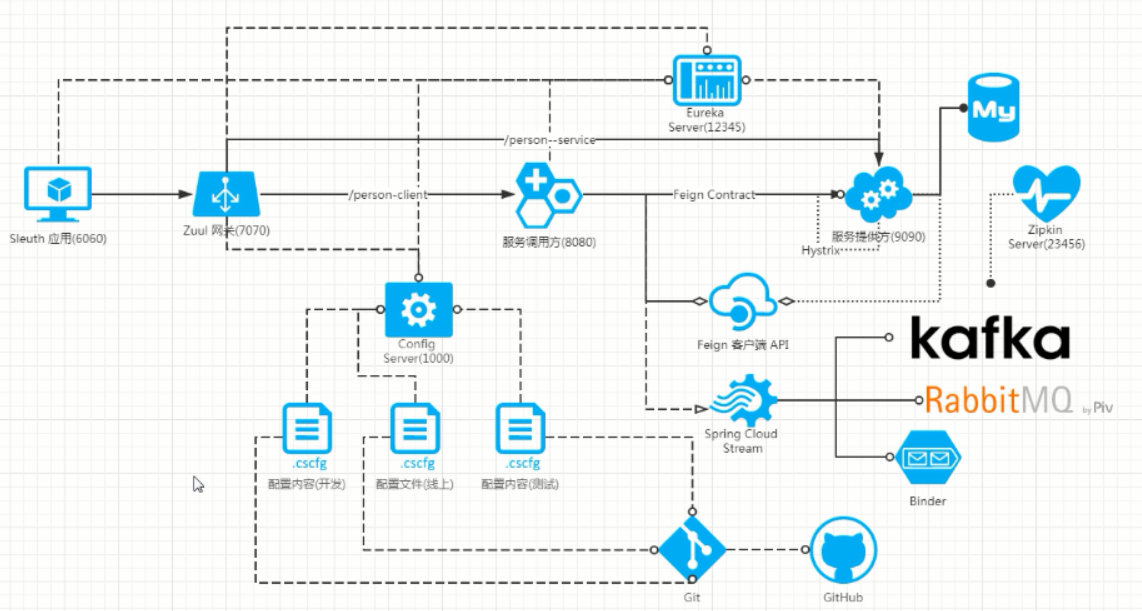 Eureka
Server(12345)
My
/person--service
/person-client
Feign Contract
Sleuth 应用(6060)
Zuul 网关(7070)
服务调用方(8080)
服务提供方(9090)
Hystrix
Zipkin
Server(23456)
Config
Server(1000)
Feign 客户端 API
kafka
RabbitMQ by Piv
Spring Cloud
Stream
.cscfg
.cscfg
.cscfg
配置内容(开发)
配置文件(线上)
配置内容(测试)
Binder
Git
GitHub